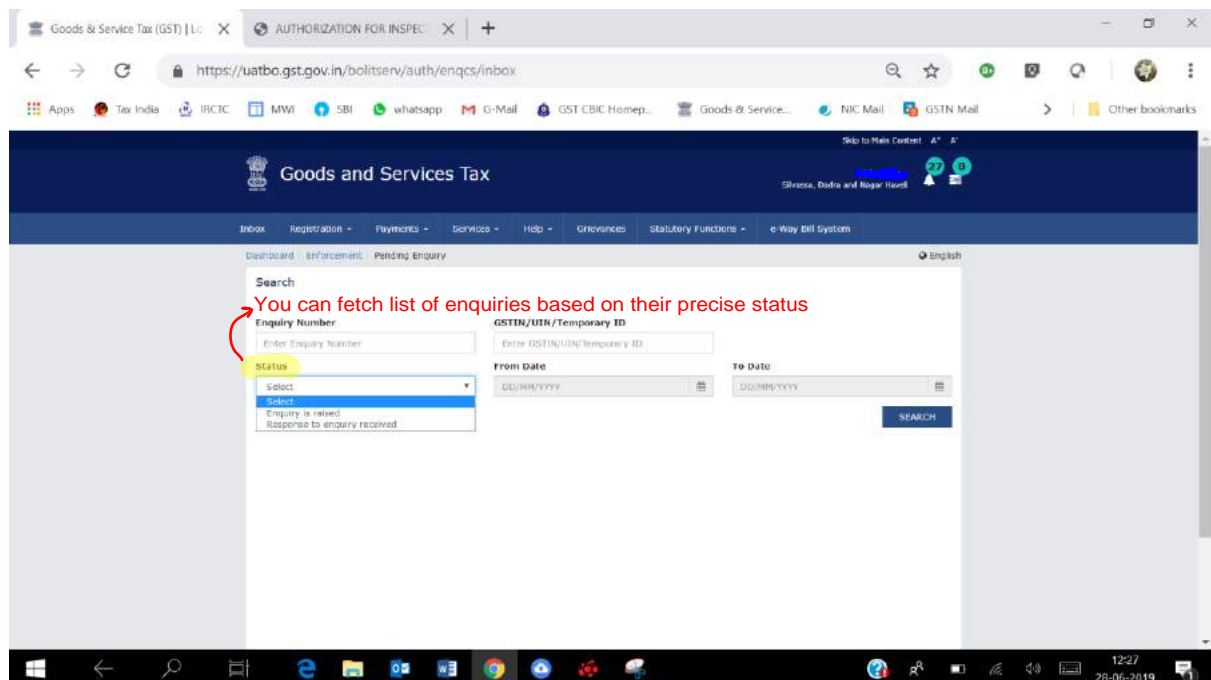 Goods & Service Tax (GST) | Lo
AUTHORIZATION FOR INSPEC
https://uatbo.gst.gov.in/bolitserv/auth/enqcs/inbox
Apps Tax India IRCTC MWI SBI whatsapp G-Mail GST CBIC Homep... Goods & Service... NIC Mail GSTN Mail Other bookmarks
Skip to Main Content A+ A-
Goods and Services Tax
27 0
Silvassa, Dadra and Nagar Haveli
Inbox Registration Payments Services Help Grievances Statutory Functions e-Way Bill System
Dashboard Enforcement Pending Enquiry English
Search
You can fetch list of enquiries based on their precise status
Enquiry Number GSTIN/UIN/Temporary ID
Enter Enquiry Number Enter GSTIN/UIN/Temporary ID
Status From Date To Date
Select DD/MM/YYYY DD/MM/YYYY
Select
Enquiry is raised SEARCH
Response to enquiry received
12:27
28-06-2019